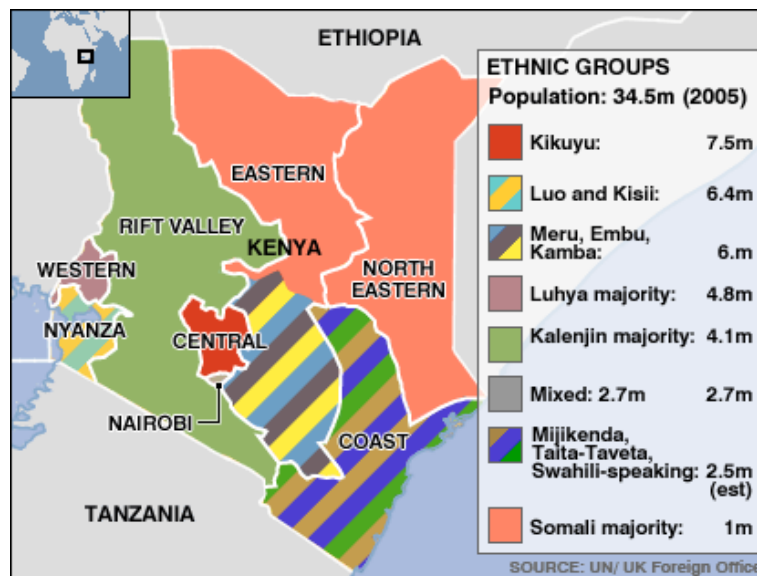 ETHIOPIA
EASTERN
RIFT VALLEY
KENYA
WESTERN
NORTH
EASTERN
NYANZA
CENTRAL
NAIROBI
COAST
TANZANIA
ETHNIC GROUPS
Population: 34.5m (2005)
Kikuyu: 7.5m
Luo and Kisii: 6.4m
Meru, Embu,
Kamba: 6.m
Luhya majority: 4.8m
Kalenjin majority: 4.1m
Mixed: 2.7m 2.7m
Mijikenda,
Taita-Taveta,
Swahili-speaking: 2.5m
(est)
Somali majority: 1m
SOURCE: UN/ UK Foreign Office